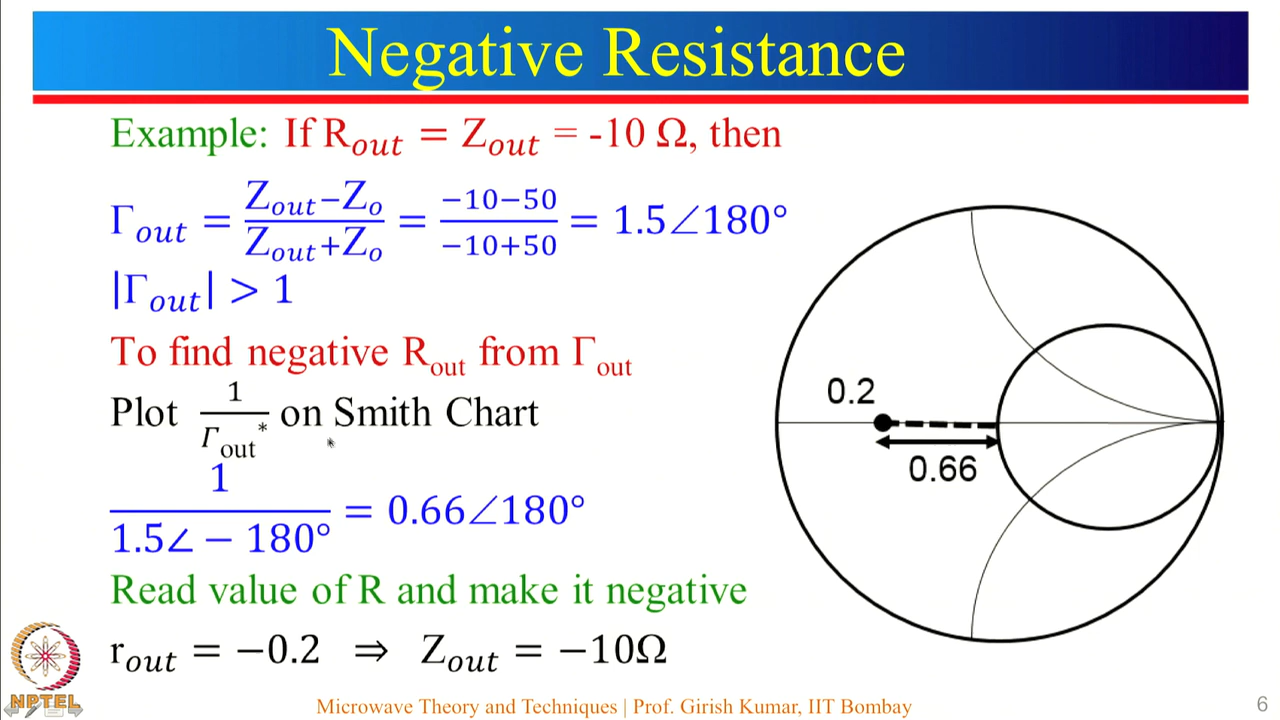 Negative Resistance
Example: If R_out = Z_out = -10 Ω, then
Γ_out = (Z_out−Z_o)/(Z_out+Z_o) = (−10−50)/(−10+50) = 1.5∠180°
|Γ_out| > 1
To find negative R_out from Γ_out
Plot 1/Γ_out* on Smith Chart
1/(1.5∠ − 180°) = 0.66∠180°
Read value of R and make it negative
r_out = −0.2 ⇒ Z_out = −10Ω
0.2
0.66
NPTEL
Microwave Theory and Techniques | Prof. Girish Kumar, IIT Bombay
6